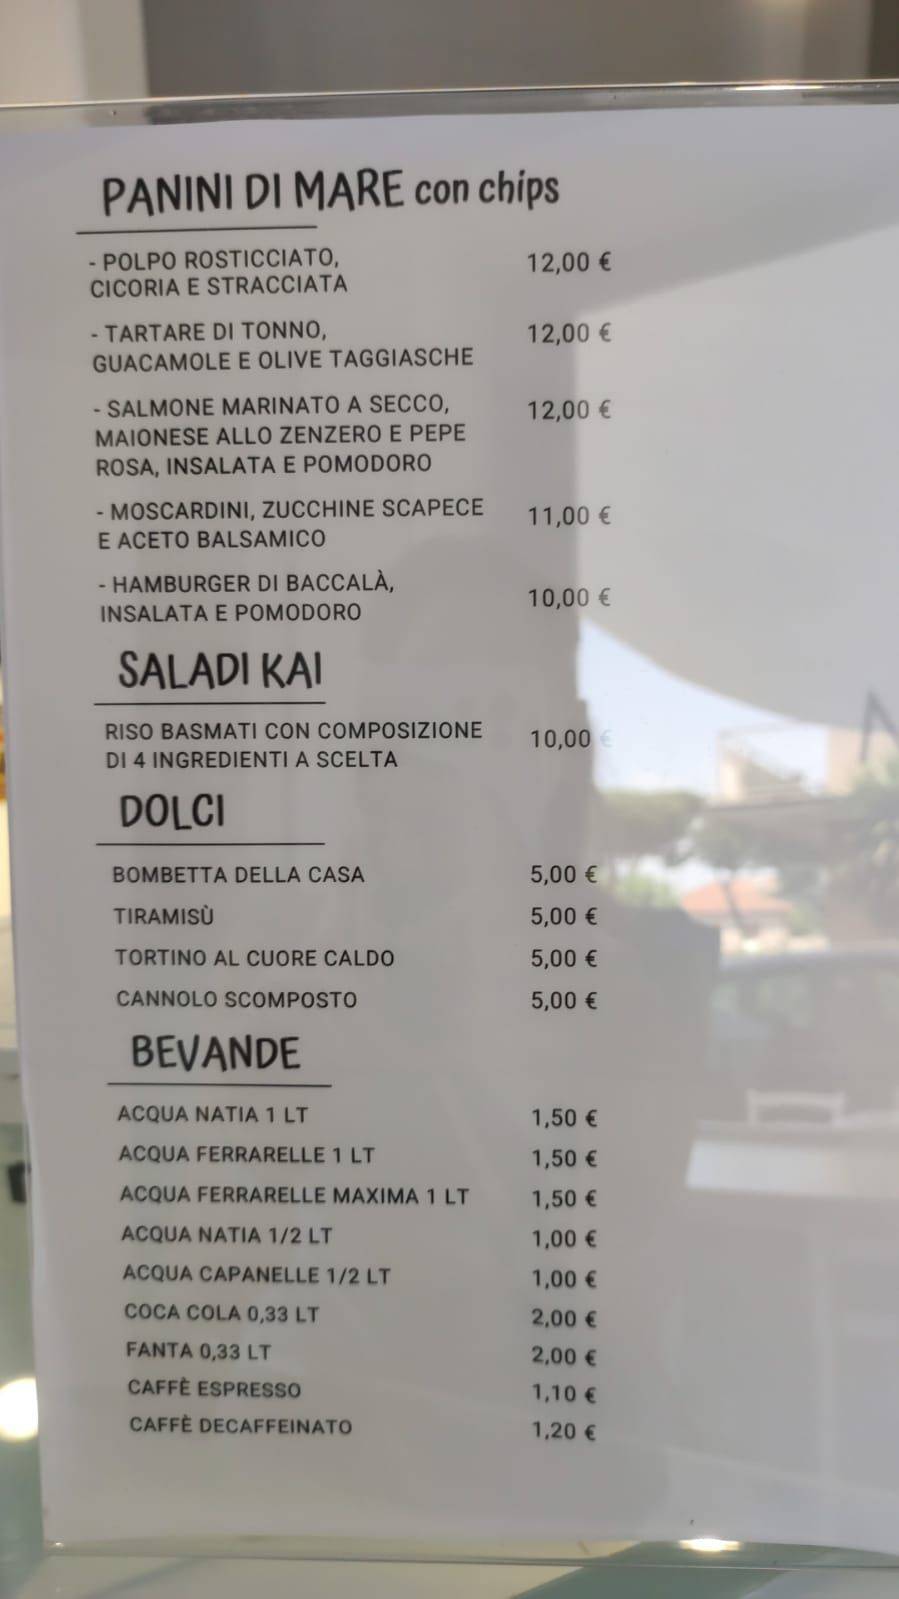 PANINI DI MARE con chips
- POLPO ROSTICCIATO, 12,00 €
CICORIA E STRACCIATA
- TARTARE DI TONNO, 12,00 €
GUACAMOLE E OLIVE TAGGIASCHE
- SALMONE MARINATO A SECCO, 12,00 €
MAIONESE ALLO ZENZERO E PEPE
ROSA, INSALATA E POMODORO
- MOSCARDINI, ZUCCHINE SCAPECE 11,00 €
E ACETO BALSAMICO
- HAMBURGER DI BACCALÀ, 10,00 €
INSALATA E POMODORO
SALADI KAI
RISO BASMATI CON COMPOSIZIONE 10,00 €
DI 4 INGREDIENTI A SCELTA
DOLCI
BOMBETTA DELLA CASA 5,00 €
TIRAMISÙ 5,00 €
TORTINO AL CUORE CALDO 5,00 €
CANNOLO SCOMPOSTO 5,00 €
BEVANDE
ACQUA NATIA 1 LT 1,50 €
ACQUA FERRARELLE 1 LT 1,50 €
ACQUA FERRARELLE MAXIMA 1 LT 1,50 €
ACQUA NATIA 1/2 LT 1,00 €
ACQUA CAPANELLE 1/2 LT 1,00 €
COCA COLA 0,33 LT 2,00 €
FANTA 0,33 LT 2,00 €
CAFFÈ ESPRESSO 1,10 €
CAFFÈ DECAFFEINATO 1,20 €